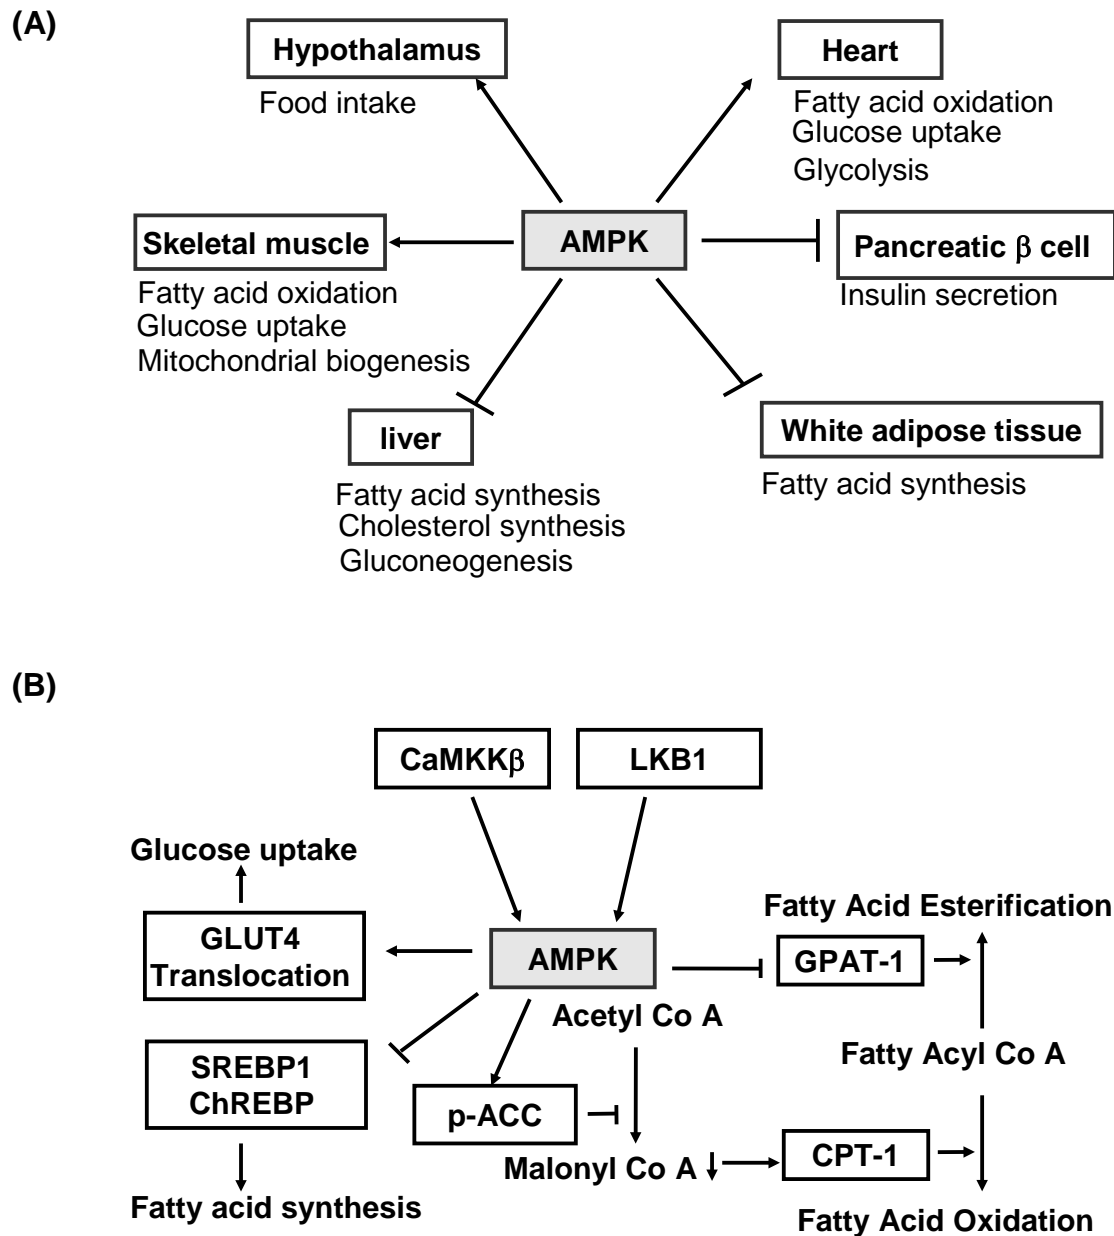 (A)
Hypothalamus
Food intake
Heart
Fatty acid oxidation
Glucose uptake
Glycolysis
Skeletal muscle
Fatty acid oxidation
Glucose uptake
Mitochondrial biogenesis
AMPK
Pancreatic β cell
Insulin secretion
liver
Fatty acid synthesis
Cholesterol synthesis
Gluconeogenesis
White adipose tissue
Fatty acid synthesis
(B)
CaMKKβ
LKB1
Glucose uptake
GLUT4
Translocation
AMPK
Fatty Acid Esterification
GPAT-1
Acetyl Co A
Fatty Acyl Co A
SREBP1
ChREBP
p-ACC
Malonyl Co A
CPT-1
Fatty acid synthesis
Fatty Acid Oxidation